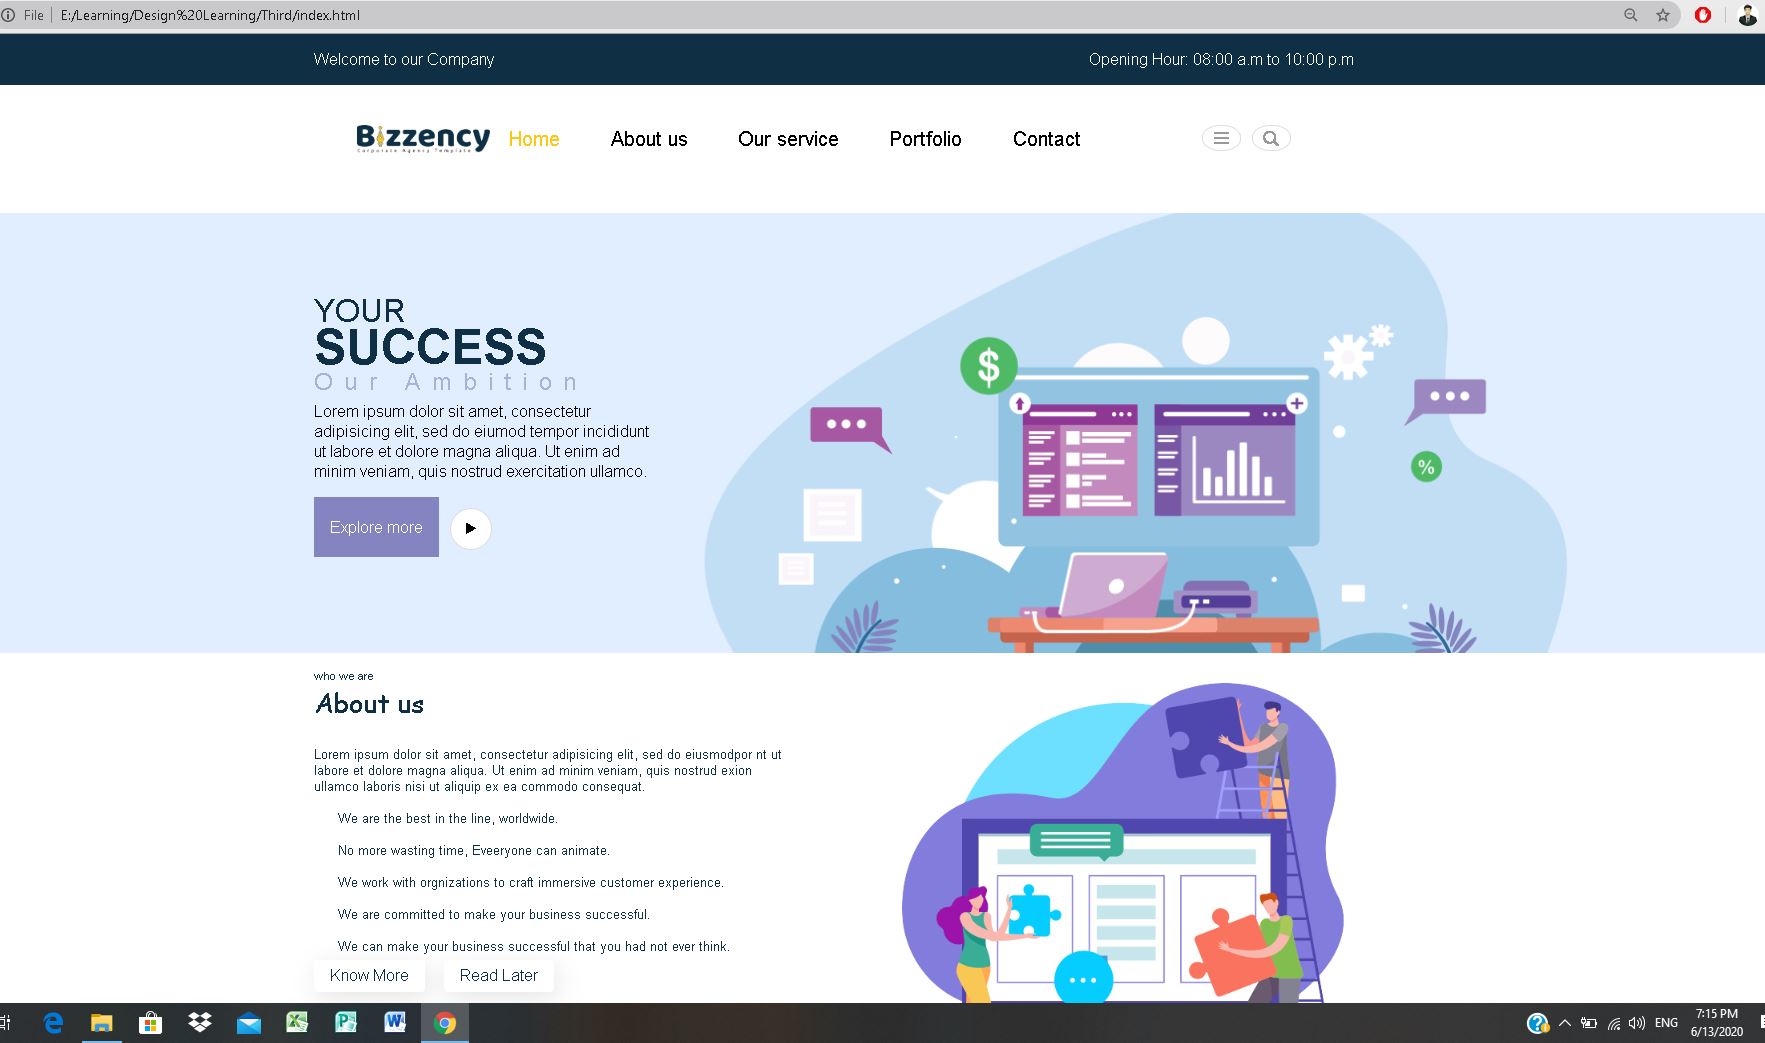 File E:/Learning/Design%20Learning/Third/index.html
Welcome to our Company
Opening Hour: 08:00 a.m to 10:00 p.m
Bizzency
Corporate Agency Template
Home
About us
Our service
Portfolio
Contact
YOUR
SUCCESS
Our Ambition
Lorem ipsum dolor sit amet, consectetur
adipisicing elit, sed do eiumod tempor incididunt
ut labore et dolore magna aliqua. Ut enim ad
minim veniam, quis nostrud exercitation ullamco.
Explore more
$
%
who we are
About us
Lorem ipsum dolor sit amet, consectetur adipisicing elit, sed do eiusmodpor nt ut
labore et dolore magna aliqua. Ut enim ad minim veniam, quis nostrud exion
ullamco laboris nisi ut aliquip ex ea commodo consequat.
We are the best in the line, worldwide.
No more wasting time, Eveeryone can animate.
We work with orgnizations to craft immersive customer experience.
We are committed to make your business successful.
We can make your business successful that you had not ever think.
Know More
Read Later
ENG
7:15 PM
6/13/2020